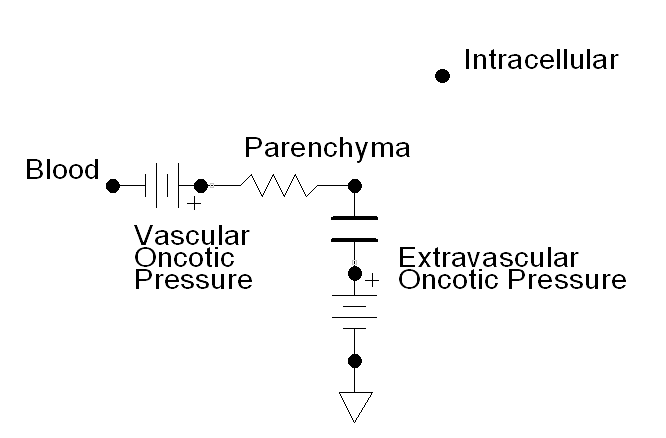 Intracellular
Parenchyma
Blood
+
Vascular
Oncotic
Pressure
Extravascular
+ Oncotic Pressure